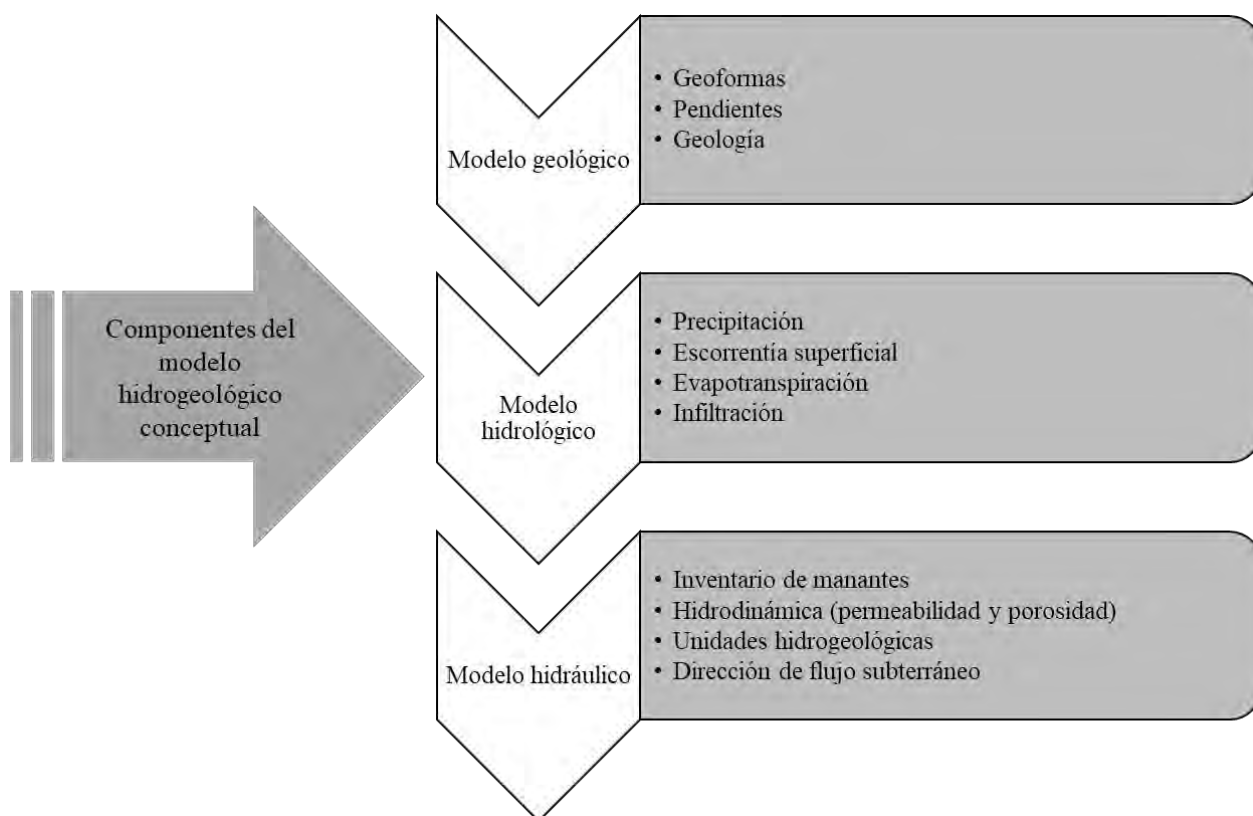 Componentes del
modelo
hidrogeológico
conceptual
Modelo geológico
• Geoformas
• Pendientes
• Geología
Modelo
hidrológico
• Precipitación
• Escorrentía superficial
• Evapotranspiración
• Infiltración
Modelo hidráulico
• Inventario de manantes
• Hidrodinámica (permeabilidad y porosidad)
• Unidades hidrogeológicas
• Dirección de flujo subterráneo